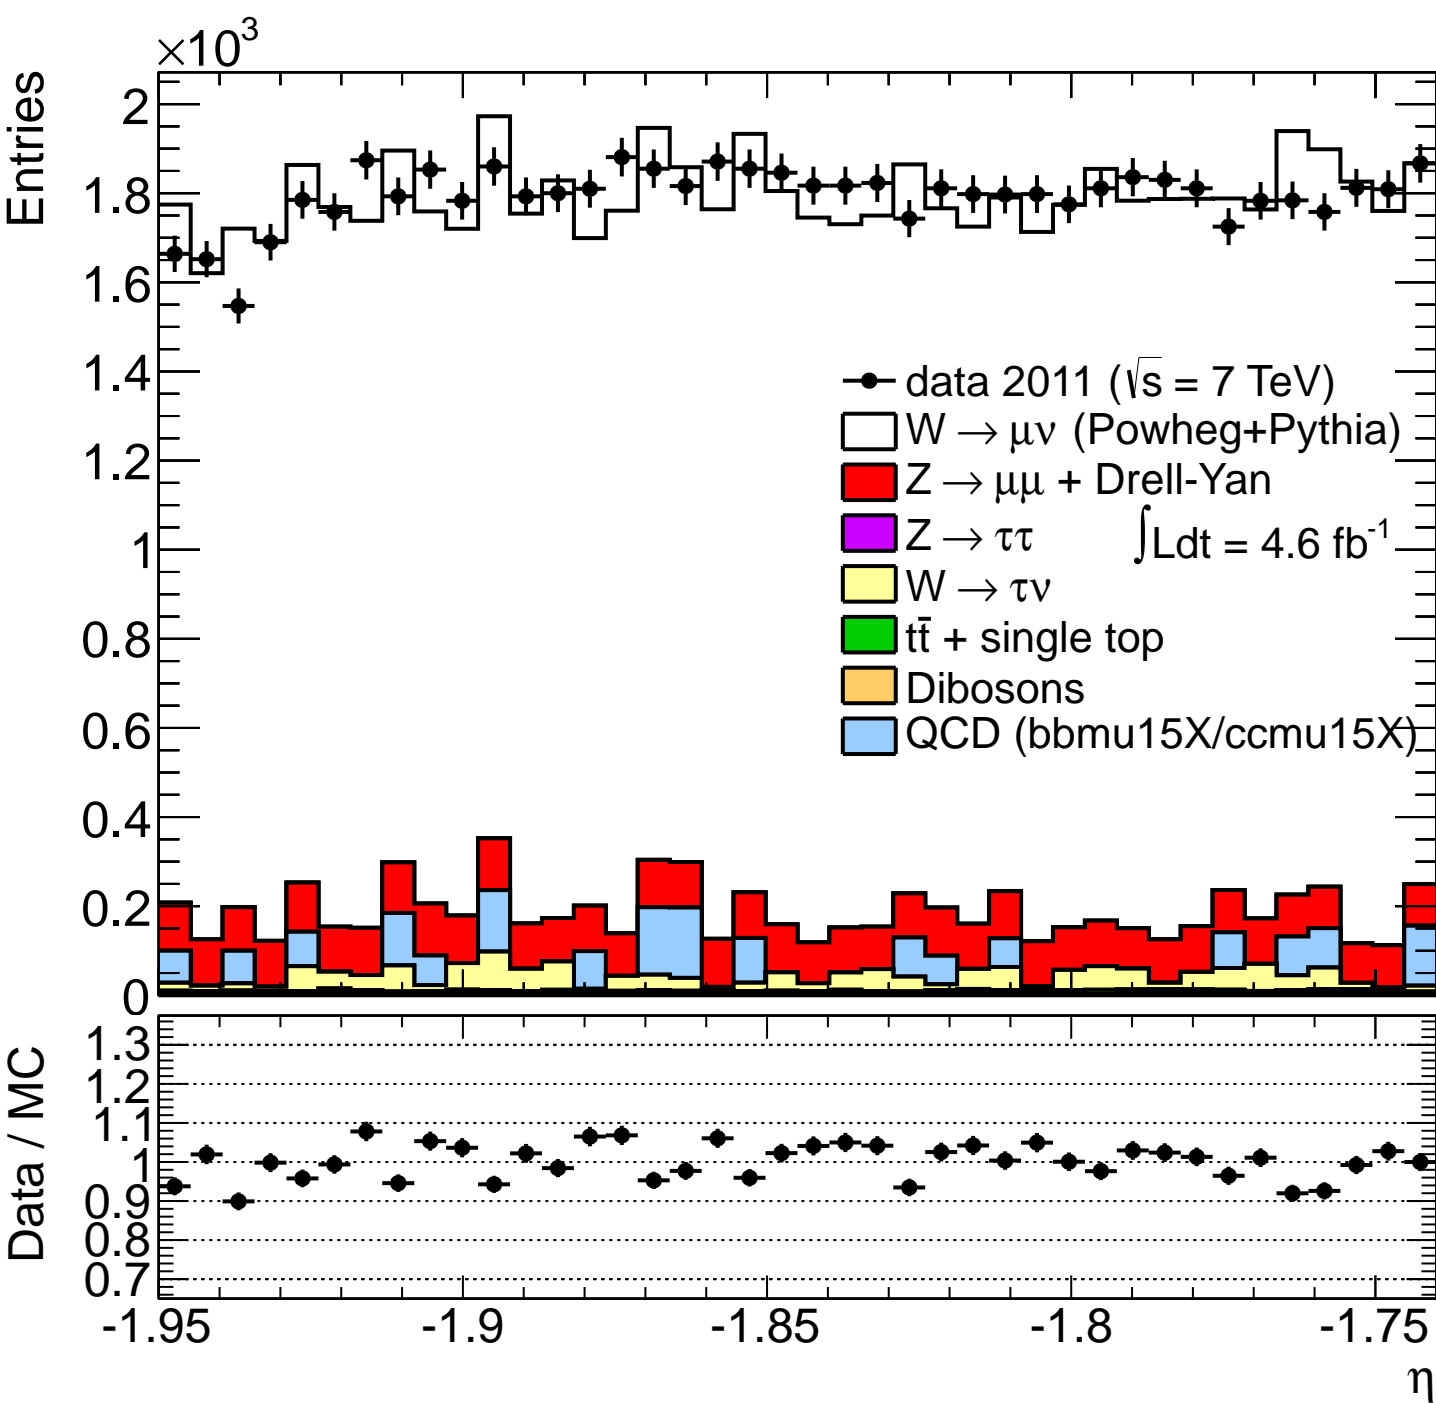 ×10³
Entries
2
1.8
1.6
1.4
1.2
1
0.8
0.6
0.4
0.2
0
data 2011 (√s = 7 TeV)
W → μν (Powheg+Pythia)
Z → μμ + Drell-Yan
Z → ττ
∫Ldt = 4.6 fb⁻¹
W → τν
tt̄ + single top
Dibosons
QCD (bbmu15X/ccmu15X)
Data / MC
1.3
1.2
1.1
1
0.9
0.8
0.7
-1.95 -1.9 -1.85 -1.8 -1.75
η